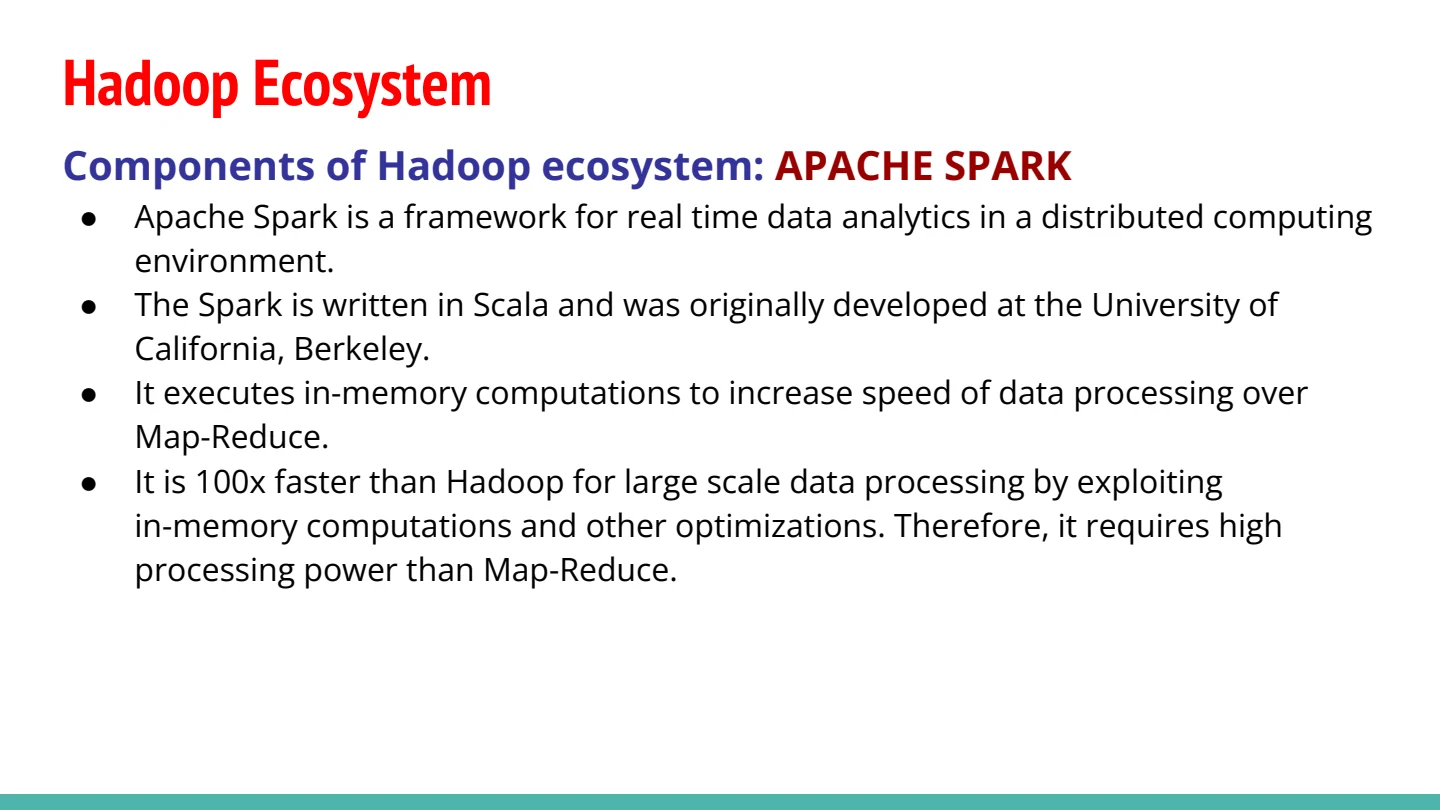 Hadoop Ecosystem
Components of Hadoop ecosystem: APACHE SPARK
● Apache Spark is a framework for real time data analytics in a distributed computing
environment.
● The Spark is written in Scala and was originally developed at the University of
California, Berkeley.
● It executes in-memory computations to increase speed of data processing over
Map-Reduce.
● It is 100x faster than Hadoop for large scale data processing by exploiting
in-memory computations and other optimizations. Therefore, it requires high
processing power than Map-Reduce.